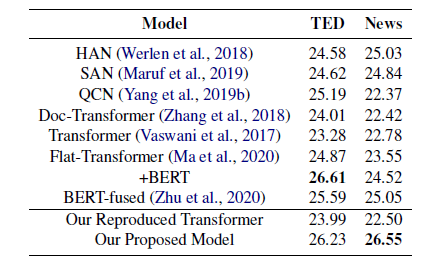 Model TED News
HAN (Werlen et al., 2018) 24.58 25.03
SAN (Maruf et al., 2019) 24.62 24.84
QCN (Yang et al., 2019b) 25.19 22.37
Doc-Transformer (Zhang et al., 2018) 24.01 22.42
Transformer (Vaswani et al., 2017) 23.28 22.78
Flat-Transformer (Ma et al., 2020) 24.87 23.55
+BERT 26.61 24.52
BERT-fused (Zhu et al., 2020) 25.59 25.05
Our Reproduced Transformer 23.99 22.50
Our Proposed Model 26.23 26.55